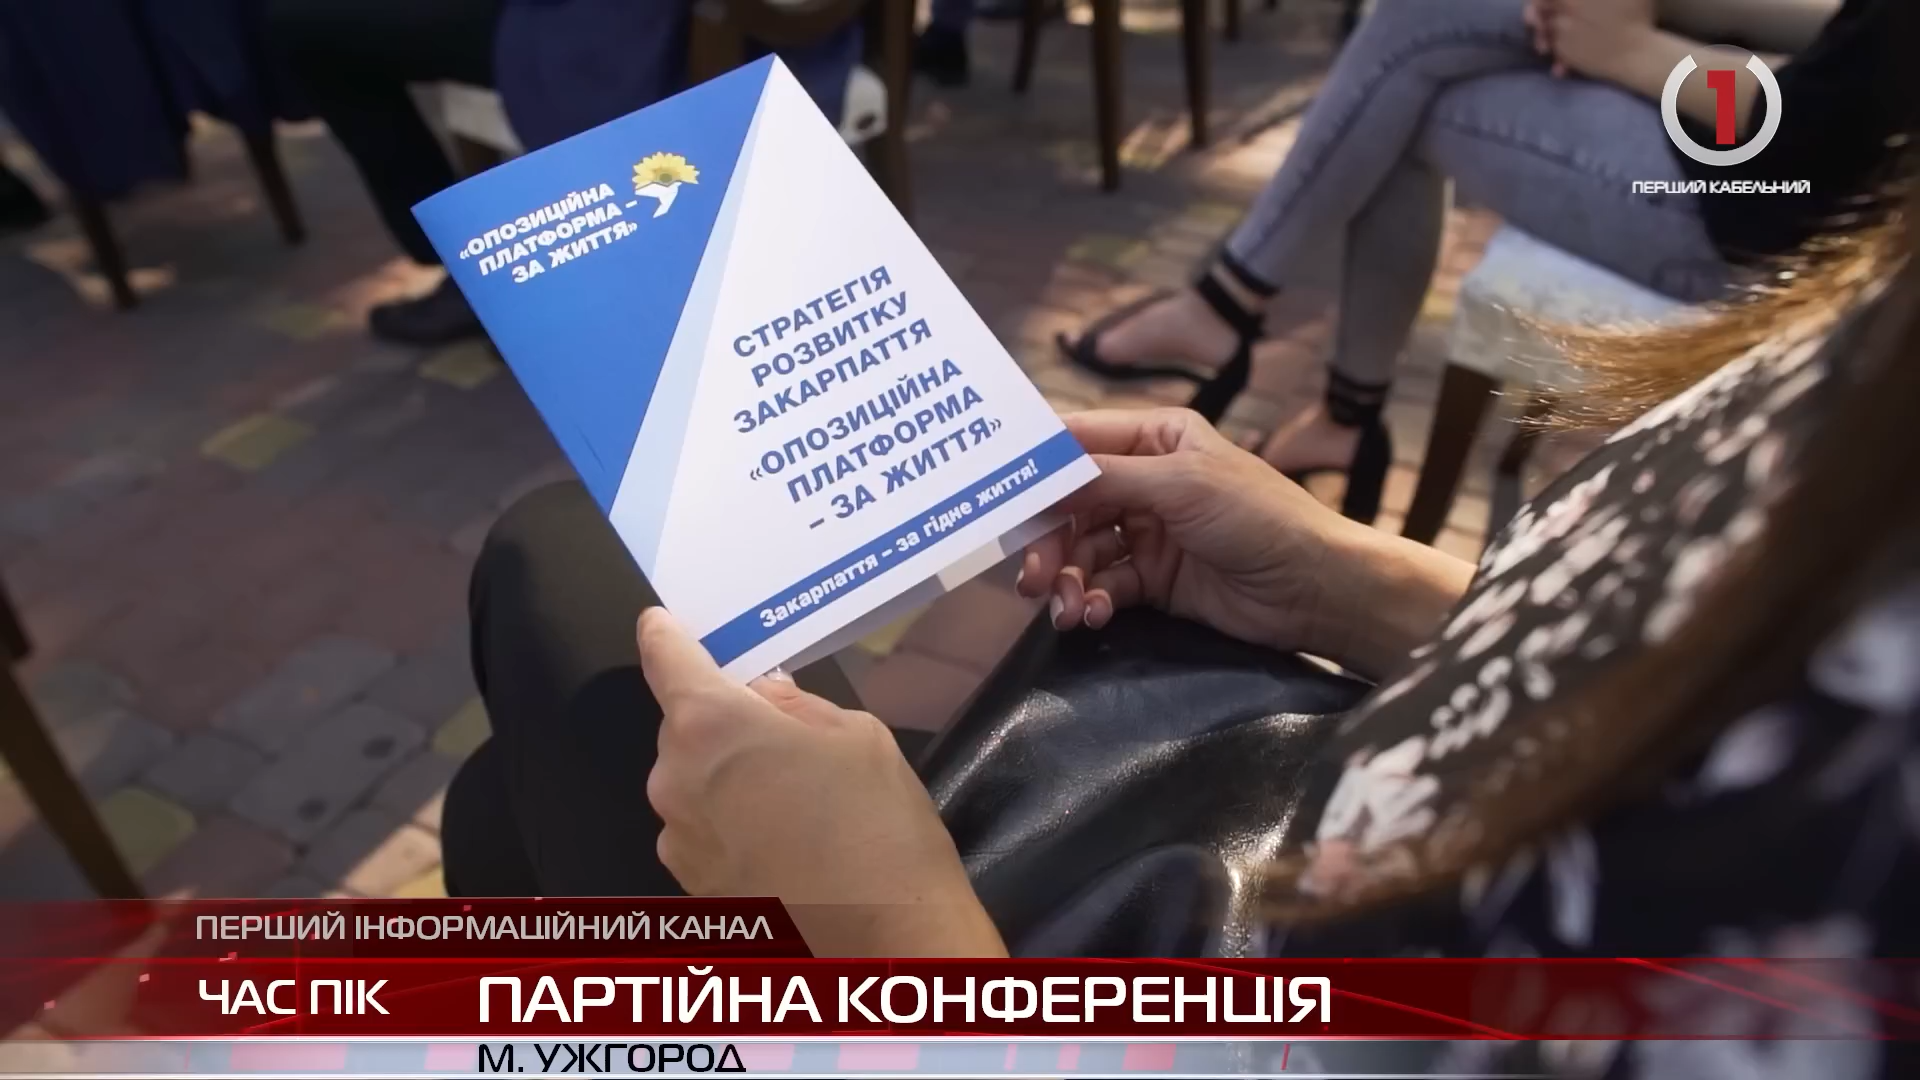 1
ПЕРШИЙ КАБЕЛЬНИЙ
«ОПОЗИЦІЙНА
ПЛАТФОРМА –
ЗА ЖИТТЯ»
СТРАТЕГІЯ
РОЗВИТКУ
ЗАКАРПАТТЯ
«ОПОЗИЦІЙНА
ПЛАТФОРМА
– ЗА ЖИТТЯ»
Закарпаття – за гідне життя!
ПЕРШИЙ ІНФОРМАЦІЙНИЙ КАНАЛ
ЧАС ПІК
ПАРТІЙНА КОНФЕРЕНЦІЯ
М. УЖГОРОД